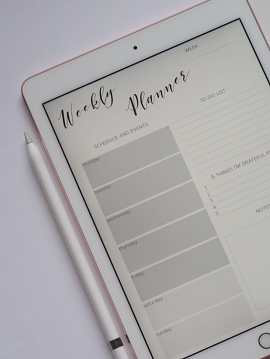 WEEK
Weekly
Planner
SCHEDULE AND EVENTS
TO DO LIST
monday
tuesday
wednesday
thursday
friday
saturday
sunday
5 THINGS I'M GRATEFUL
1.
2.
3.
4.
5.
NOTES